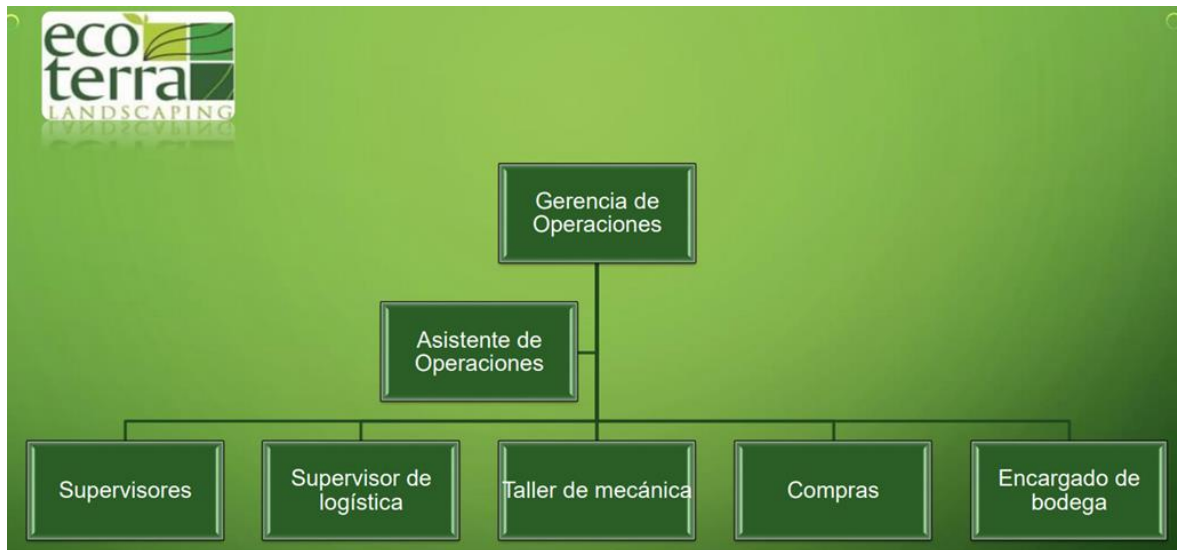 eco
terra
LANDSCAPING
Gerencia de
Operaciones
Asistente de
Operaciones
Supervisores
Supervisor de
logística
Taller de mecánica
Compras
Encargado de
bodega